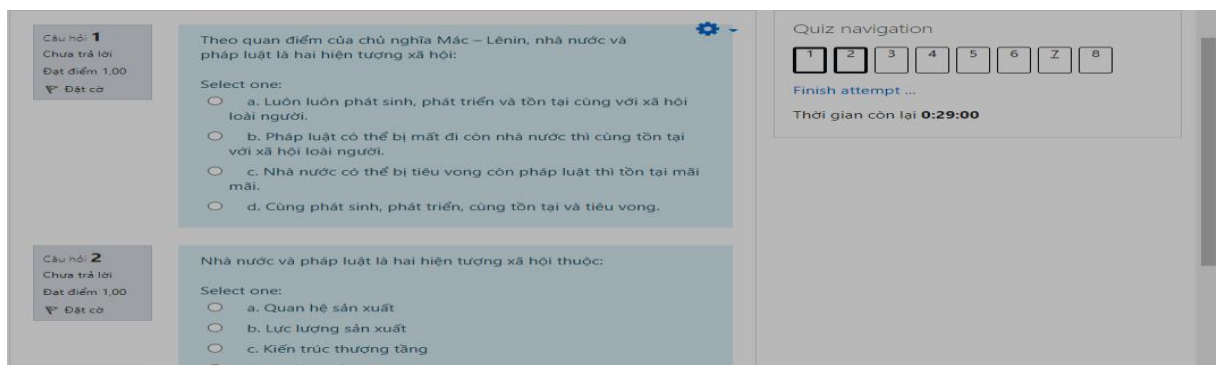 Câu hỏi 1
Chưa trả lời
Đạt điểm 1,00
Đặt cờ
Theo quan điểm của chủ nghĩa Mác – Lênin, nhà nước và
pháp luật là hai hiện tượng xã hội:
Select one:
a. Luôn luôn phát sinh, phát triển và tồn tại cùng với xã hội
loài người.
b. Pháp luật có thể bị mất đi còn nhà nước thì cùng tồn tại
với xã hội loài người.
c. Nhà nước có thể bị tiêu vong còn pháp luật thì tồn tại mãi
mãi.
d. Cùng phát sinh, phát triển, cùng tồn tại và tiêu vong.
Câu hỏi 2
Chưa trả lời
Đạt điểm 1,00
Đặt cờ
Nhà nước và pháp luật là hai hiện tượng xã hội thuộc:
Select one:
a. Quan hệ sản xuất
b. Lực lượng sản xuất
c. Kiến trúc thượng tầng
Quiz navigation
1 2 3 4 5 6 7 8
Finish attempt ...
Thời gian còn lại 0:29:00